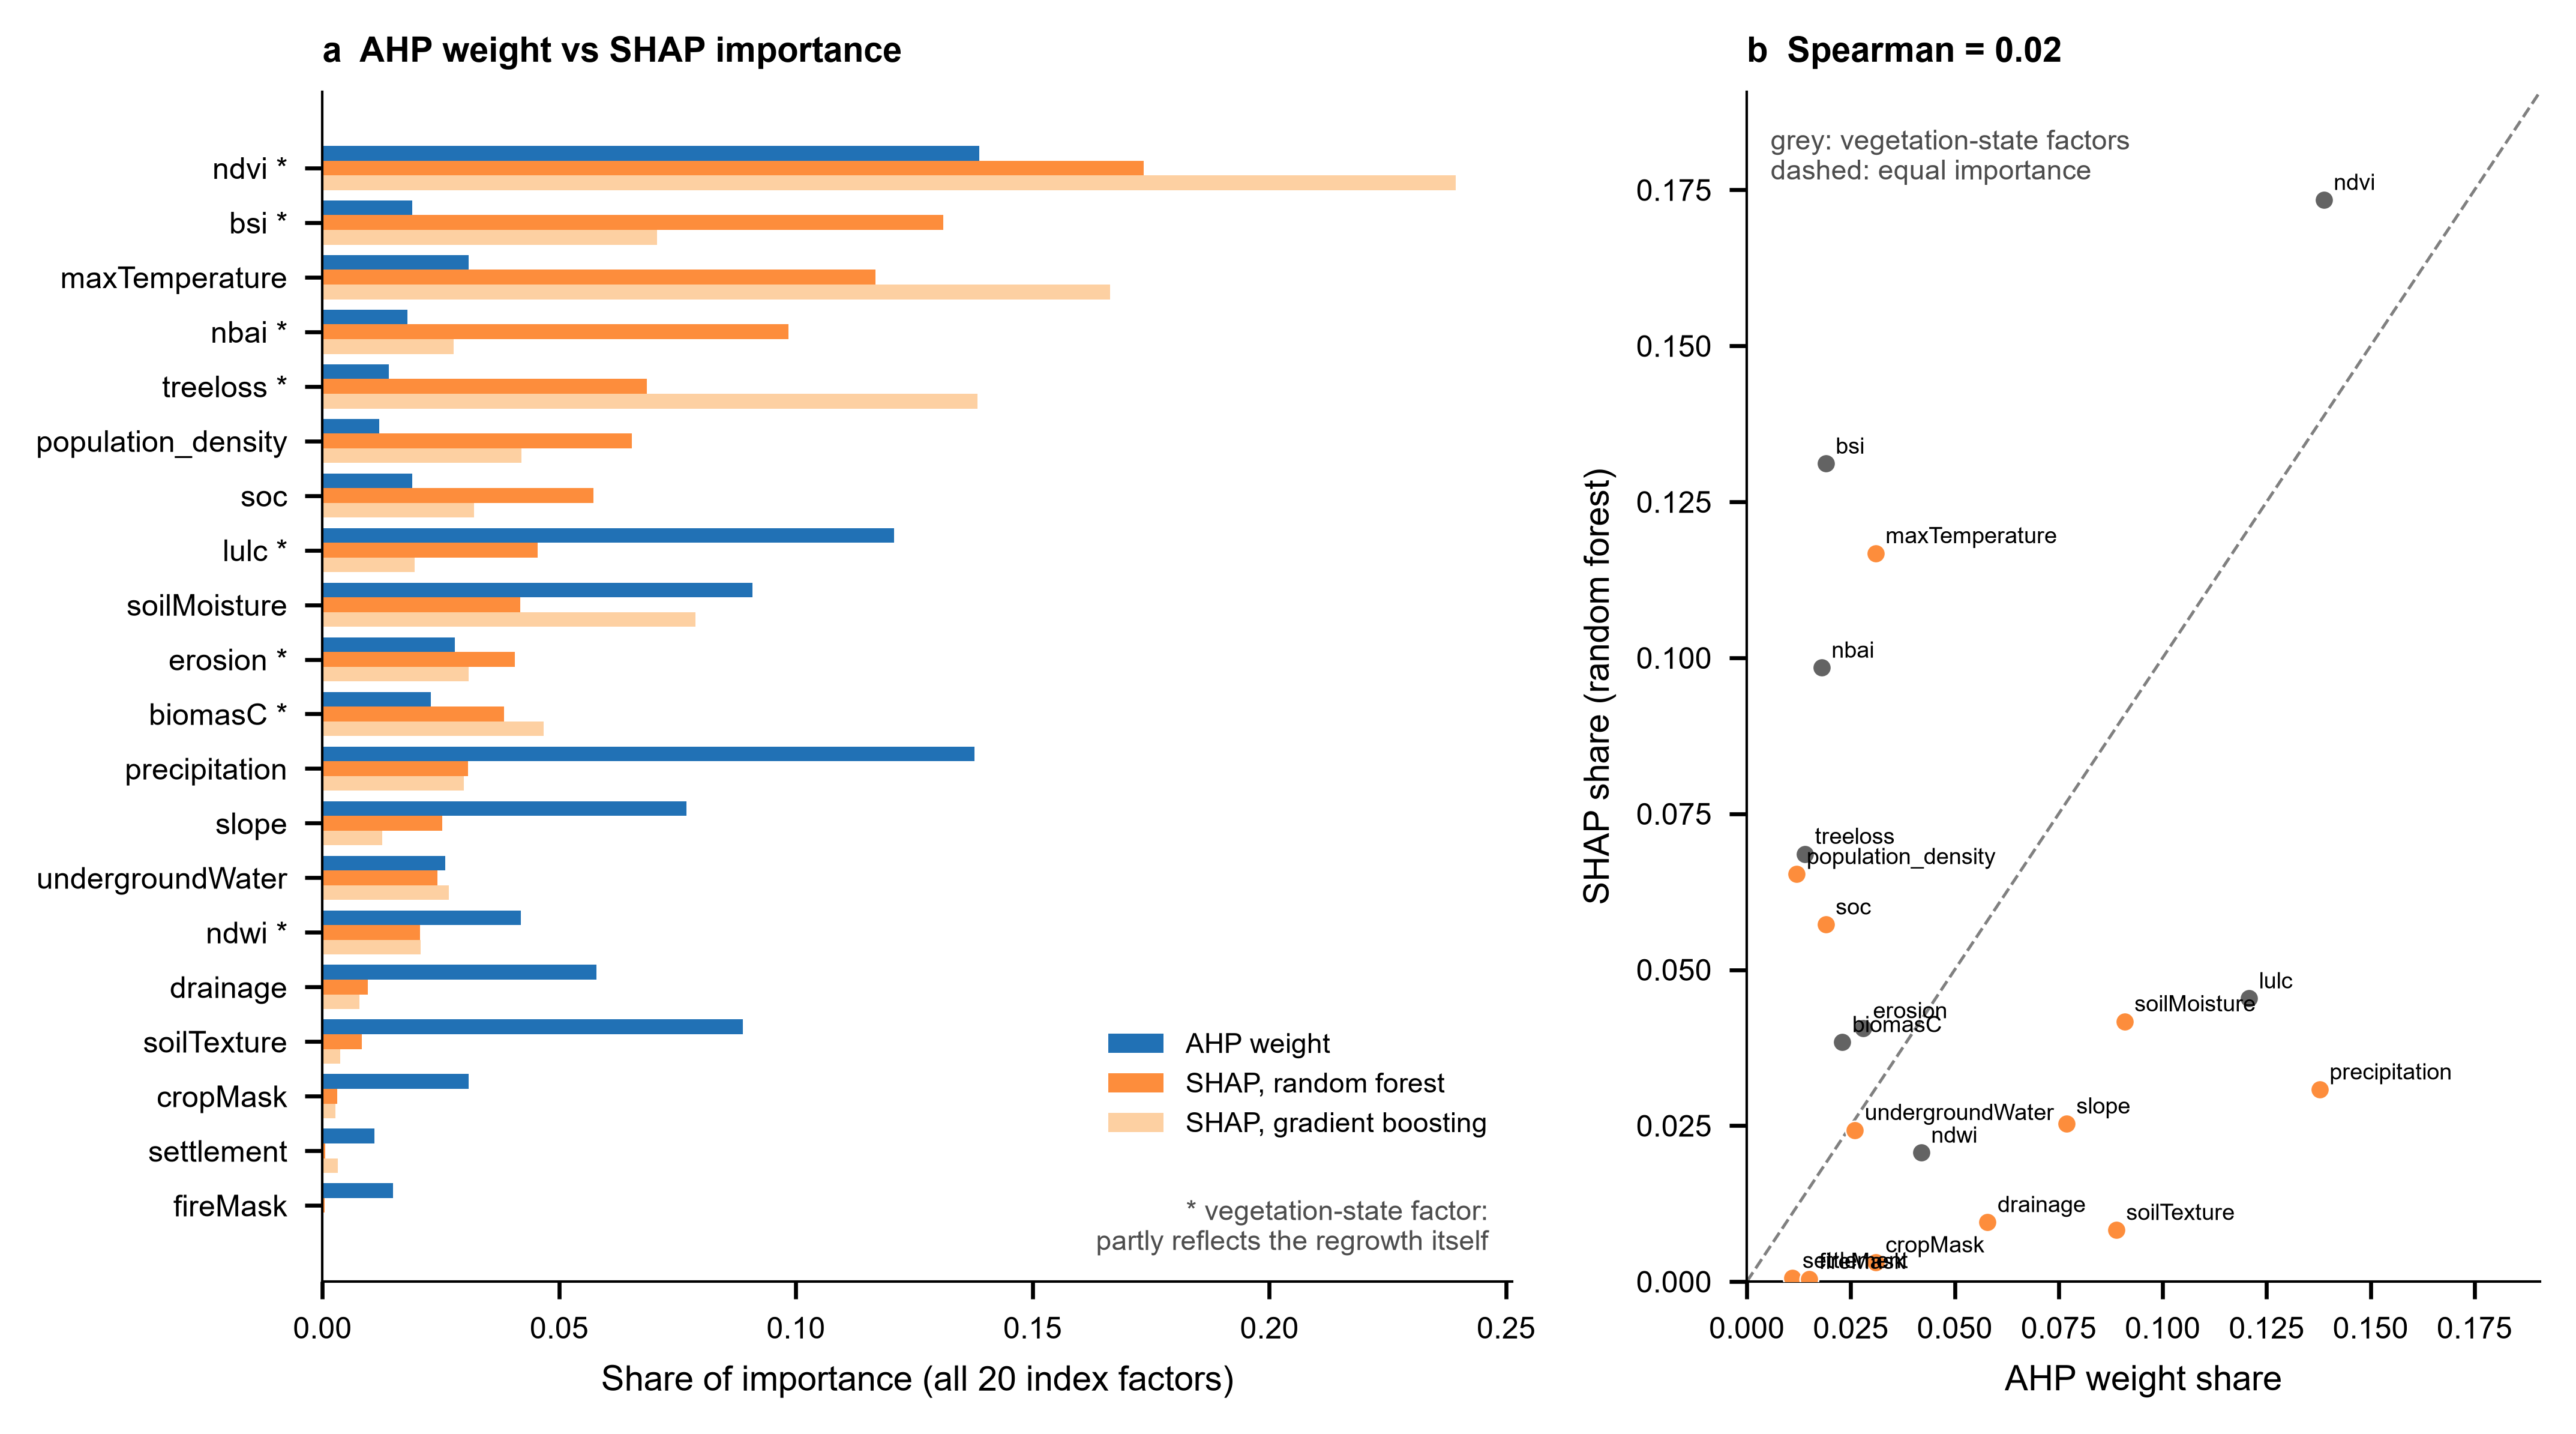 a AHP weight vs SHAP importance
ndvi *
bsi *
maxTemperature
nbai *
treeloss *
population_density
soc
lulc *
soilMoisture
erosion *
biomasC *
precipitation
slope
undergroundWater
ndwi *
drainage
soilTexture
cropMask
settlement
fireMask
AHP weight
SHAP, random forest
SHAP, gradient boosting
* vegetation-state factor:
partly reflects the regrowth itself
0.00 0.05 0.10 0.15 0.20 0.25
Share of importance (all 20 index factors)
b Spearman = 0.02
grey: vegetation-state factors
dashed: equal importance
SHAP share (random forest)
0.175
0.150
0.125
0.100
0.075
0.050
0.025
0.000
ndvi
bsi
maxTemperature
nbai
treeloss
population_density
soc
lulc
soilMoisture
erosion
biomasC
precipitation
undergroundWater
slope
ndwi
drainage
soilTexture
cropMask
settlement
fireMask
0.000 0.025 0.050 0.075 0.100 0.125 0.150 0.175
AHP weight share